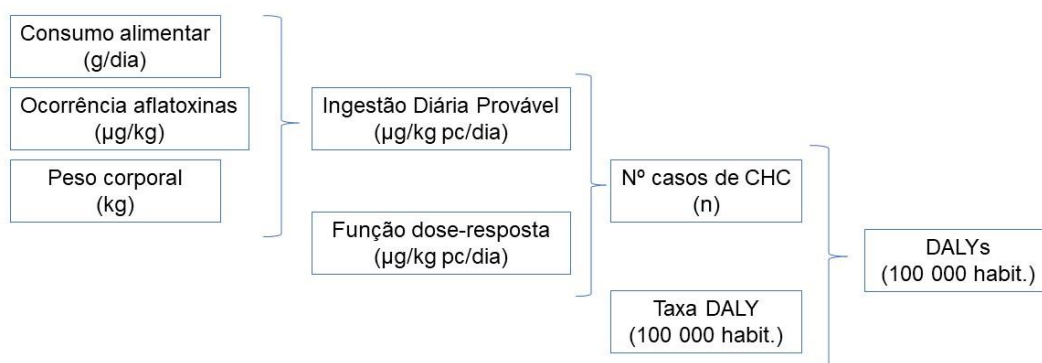 Consumo alimentar
(g/dia)
Ocorrência aflatoxinas
(µg/kg)
Peso corporal
(kg)
Ingestão Diária Provável
(µg/kg pc/dia)
Função dose-resposta
(µg/kg pc/dia)
Nº casos de CHC
(n)
Taxa DALY
(100 000 habit.)
DALYs
(100 000 habit.)